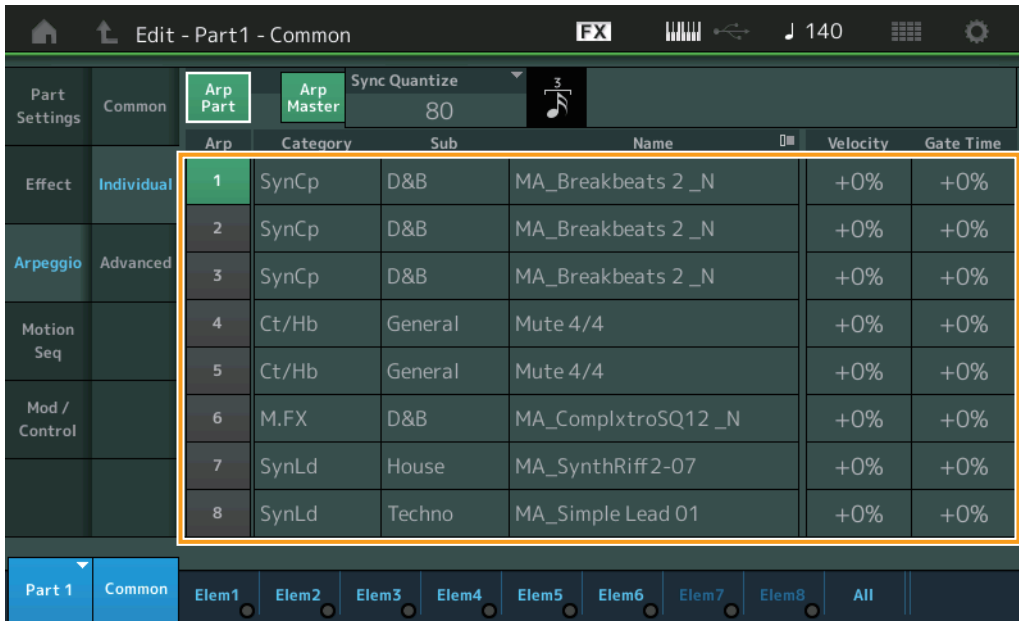 Edit - Part1 - Common
FX
140
Part
Settings
Common
Arp
Part
Arp
Master
Sync Quantize
80
3
Arp Category Sub Name Velocity Gate Time
Effect
Individual
1 SynCp D&B MA_Breakbeats 2 _N +0% +0%
2 SynCp D&B MA_Breakbeats 2 _N +0% +0%
Arpeggio
Advanced
3 SynCp D&B MA_Breakbeats 2 _N +0% +0%
Motion
Seq
4 Ct/Hb General Mute 4/4 +0% +0%
5 Ct/Hb General Mute 4/4 +0% +0%
Mod /
Control
6 M.FX D&B MA_ComplxtroSQ12 _N +0% +0%
7 SynLd House MA_SynthRiff2-07 +0% +0%
8 SynLd Techno MA_Simple Lead 01 +0% +0%
Part 1 Common Elem1 Elem2 Elem3 Elem4 Elem5 Elem6 Elem7 Elem8 All